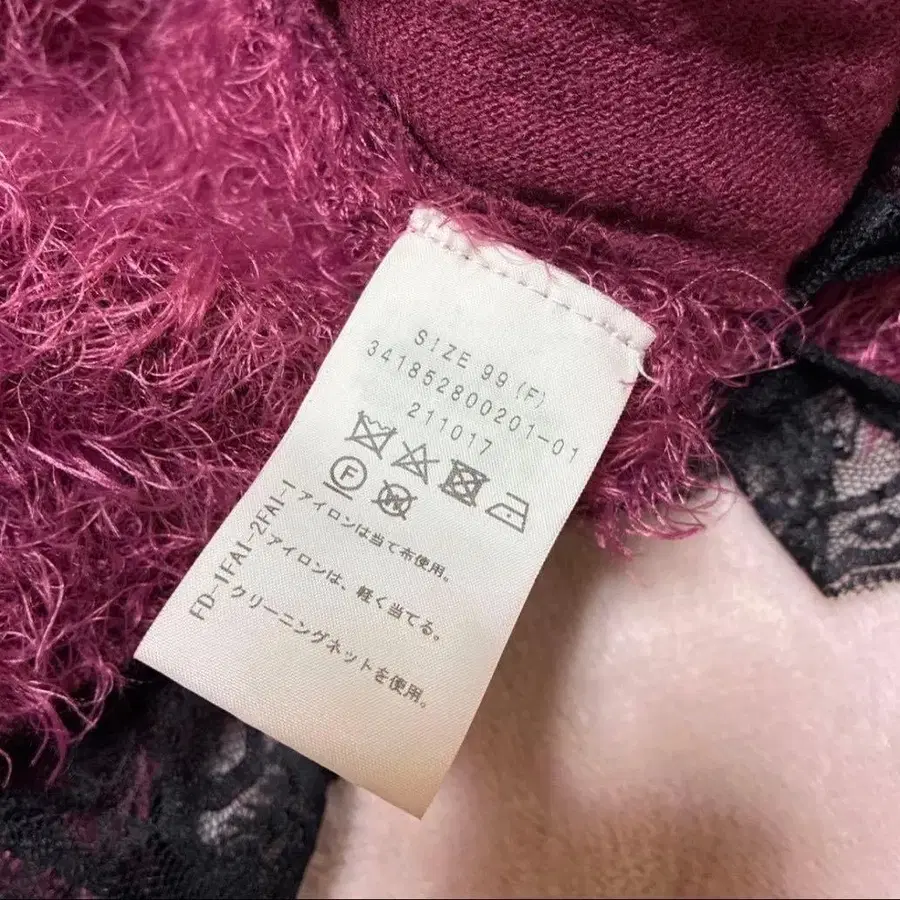 SIZE 99 (F)
341852800201-01
211017
F
アイロンは当て布使用。
アイロンは、軽く当てる。
クリーニングネットを使用。
FD-1FA1-2FA1-1